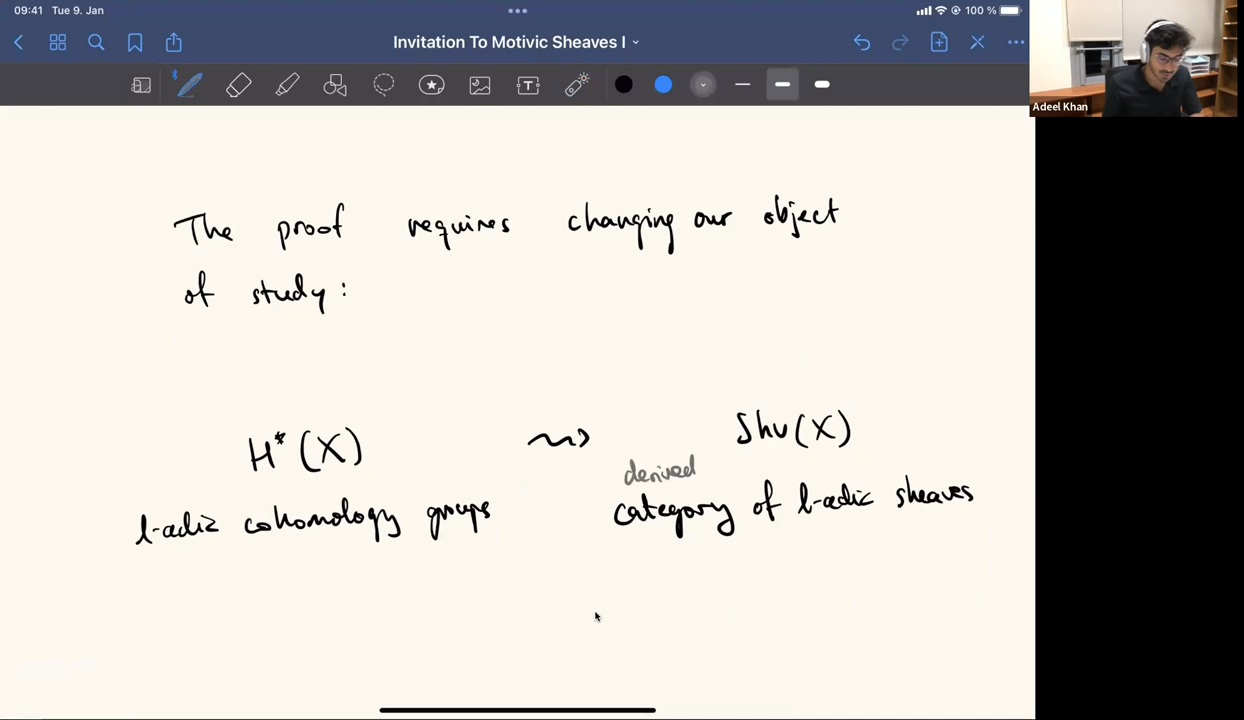 09:41 Tue 9. Jan
100 %
Invitation To Motivic Sheaves I
Adeel Khan
The proof requires changing our object
of study:
H*(X) ⇝ Shv(X)
derived
l-adic cohomology groups category of l-adic sheaves